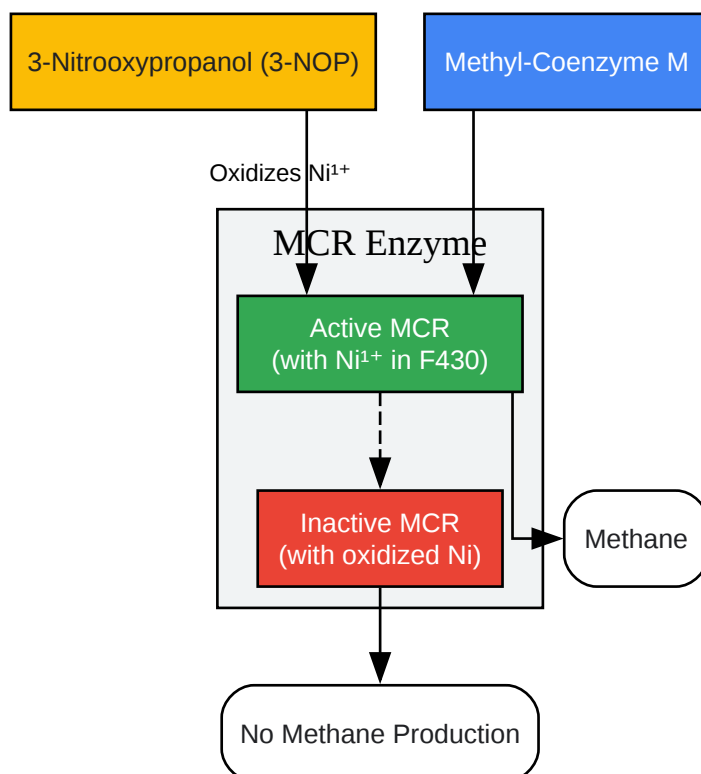 3-Nitrooxypropanol (3-NOP)
Methyl-Coenzyme M
Oxidizes Ni¹⁺
MCR Enzyme
Active MCR
(with Ni¹⁺ in F430)
Inactive MCR
(with oxidized Ni)
Methane
No Methane Production